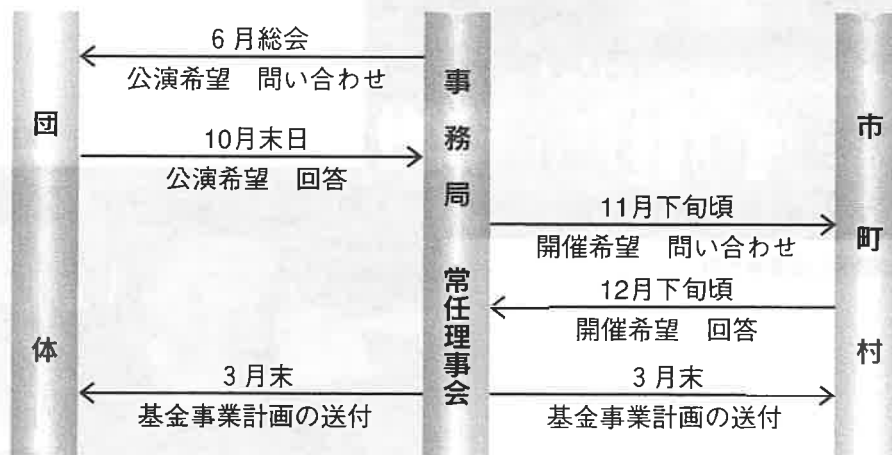 団体
事務局 常任理事会
市町村
6月総会
公演希望 問い合わせ
10月末日
公演希望 回答
11月下旬頃
開催希望 問い合わせ
12月下旬頃
開催希望 回答
3月末
基金事業計画の送付
3月末
基金事業計画の送付